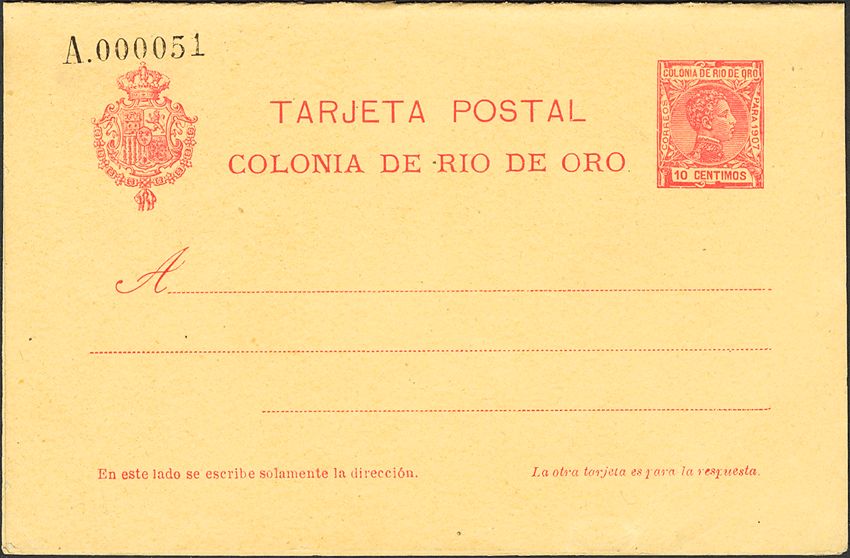 A.000051
TARJETA POSTAL
COLONIA DE RIO DE ORO
COLONIA DE RIO DE ORO
CORREOS
PARA 1907
10 CENTIMOS
A
En este lado se escribe solamente la dirección.
La otra tarjeta es para la respuesta.